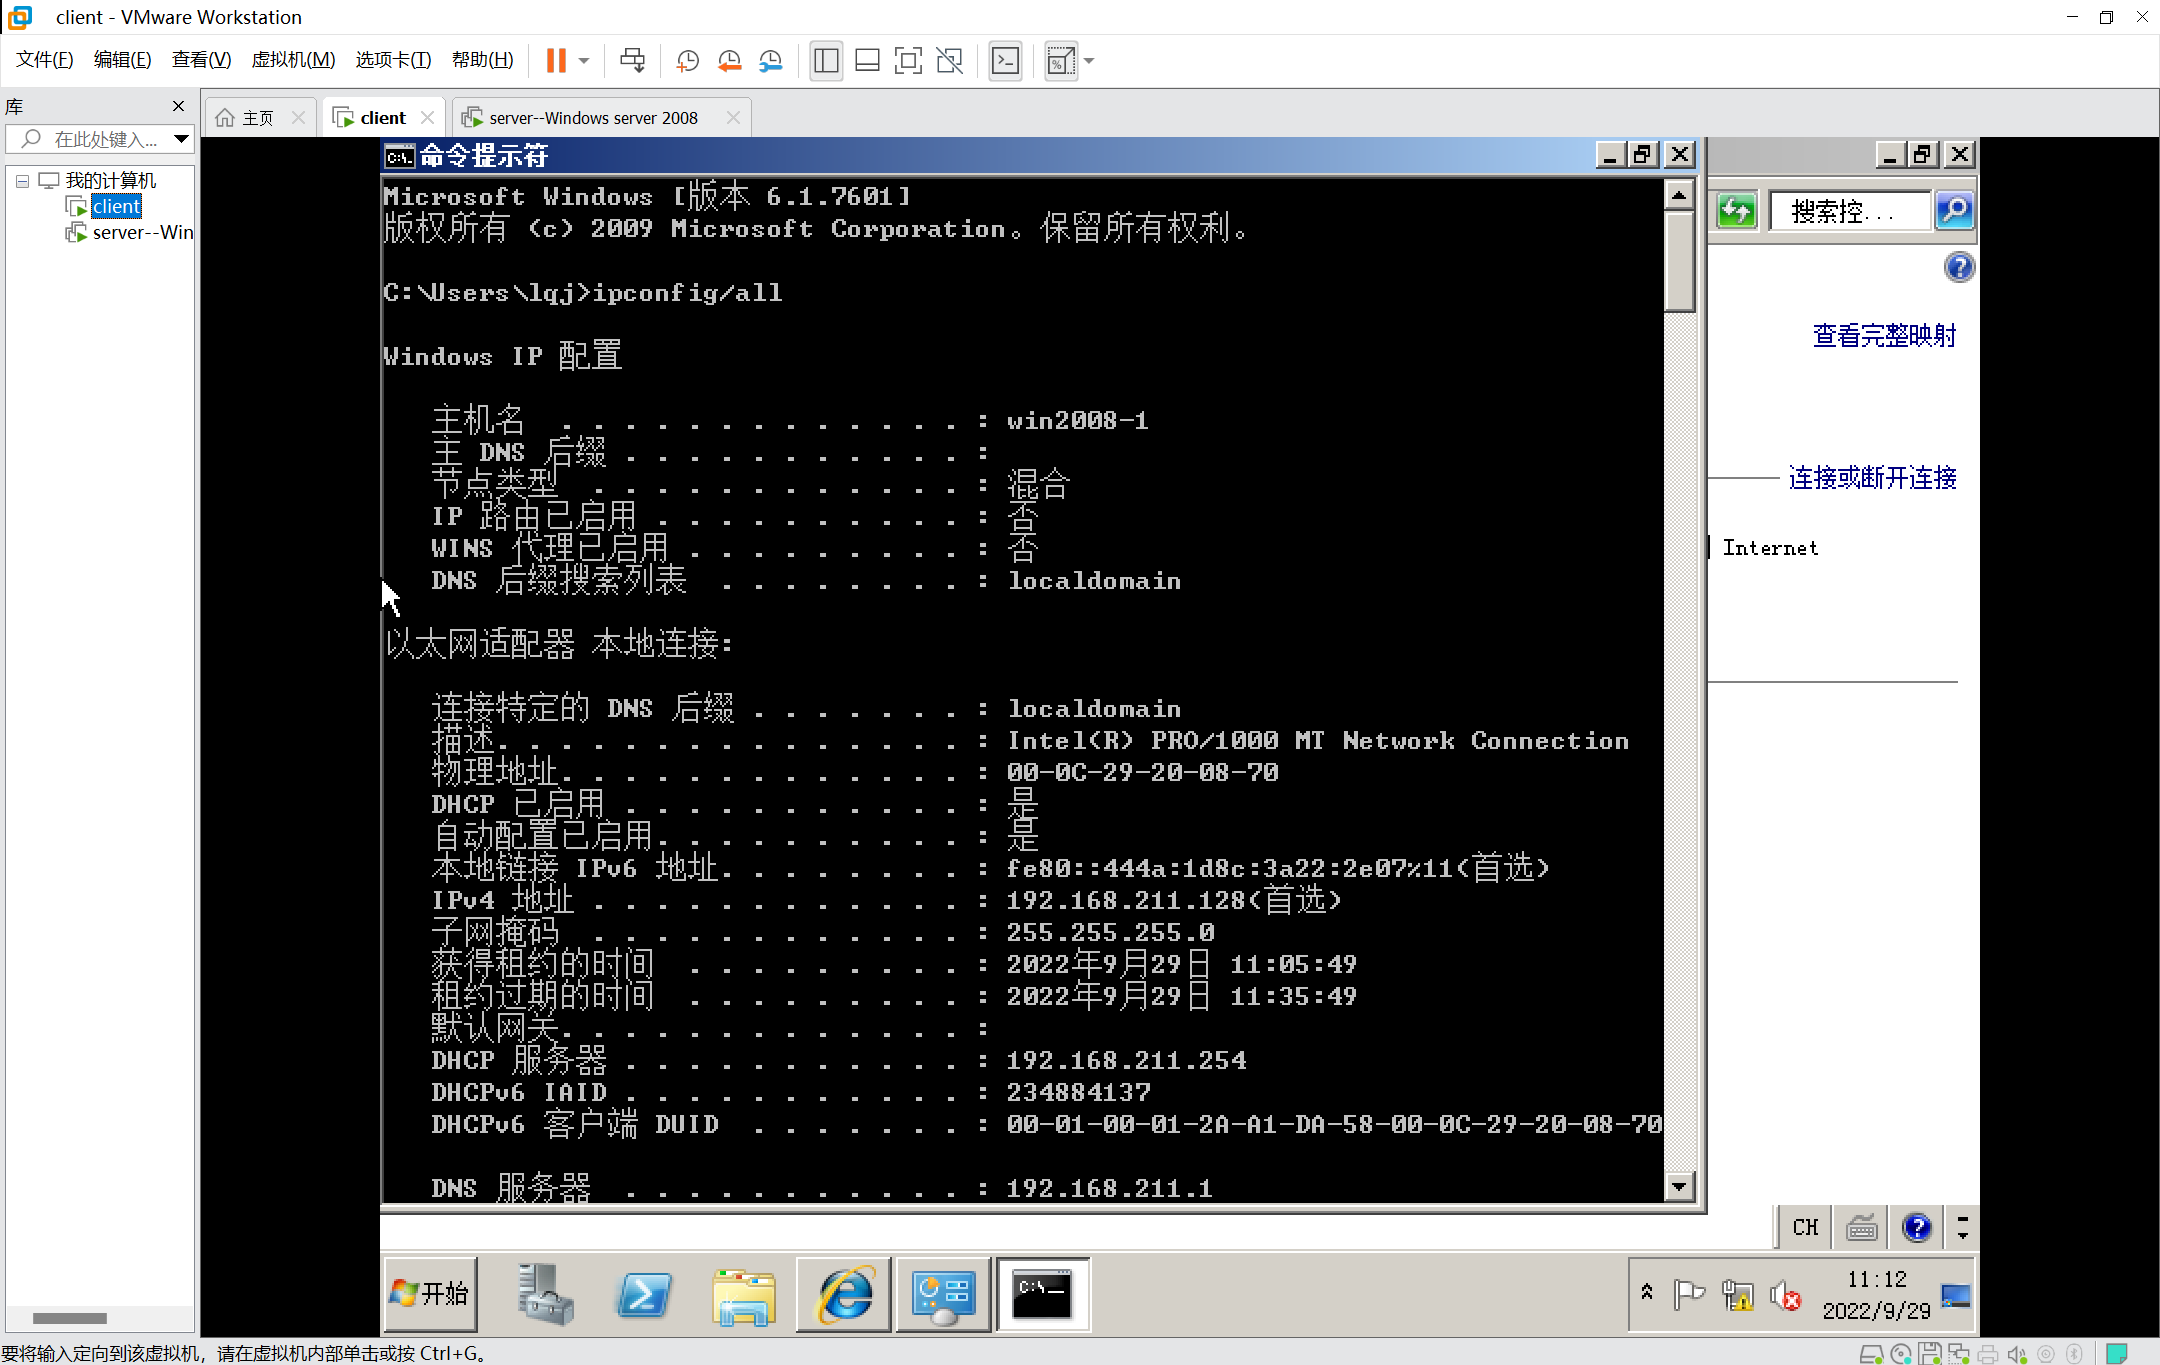 client - VMware Workstation
文件(F) 编辑(E) 查看(V) 虚拟机(M) 选项卡(T) 帮助(H)
库
在此处键入...
我的计算机
client
server--Win
主页
client
server--Windows server 2008
命令提示符
Microsoft Windows [版本 6.1.7601]
版权所有 (c) 2009 Microsoft Corporation。保留所有权利。
C:\Users\lqj>ipconfig/all
Windows IP 配置
主机名 . . . . . . . . . . . . . : win2008-1
主 DNS 后缀 . . . . . . . . . . . :
节点类型 . . . . . . . . . . . . : 混合
IP 路由已启用 . . . . . . . . . . : 否
WINS 代理已启用 . . . . . . . . . : 否
DNS 后缀搜索列表 . . . . . . . . : localdomain
以太网适配器 本地连接:
连接特定的 DNS 后缀 . . . . . . . : localdomain
描述. . . . . . . . . . . . . . . : Intel(R) PRO/1000 MT Network Connection
物理地址. . . . . . . . . . . . . : 00-0C-29-20-08-70
DHCP 已启用 . . . . . . . . . . . : 是
自动配置已启用. . . . . . . . . . : 是
本地链接 IPv6 地址. . . . . . . . : fe80::444a:1d8c:3a22:2e07%11(首选)
IPv4 地址 . . . . . . . . . . . . : 192.168.211.128(首选)
子网掩码 . . . . . . . . . . . . : 255.255.255.0
获得租约的时间 . . . . . . . . . : 2022年9月29日 11:05:49
租约过期的时间 . . . . . . . . . : 2022年9月29日 11:35:49
默认网关. . . . . . . . . . . . . :
DHCP 服务器 . . . . . . . . . . . : 192.168.211.254
DHCPv6 IAID . . . . . . . . . . . : 234884137
DHCPv6 客户端 DUID . . . . . . . : 00-01-00-01-2A-A1-DA-58-00-0C-29-20-08-70
DNS 服务器 . . . . . . . . . . . : 192.168.211.1
搜索控...
查看完整映射
连接或断开连接
Internet
CH
开始
C:\_
11:12
2022/9/29
要将输入定向到该虚拟机，请在虚拟机内部单击或按 Ctrl+G。